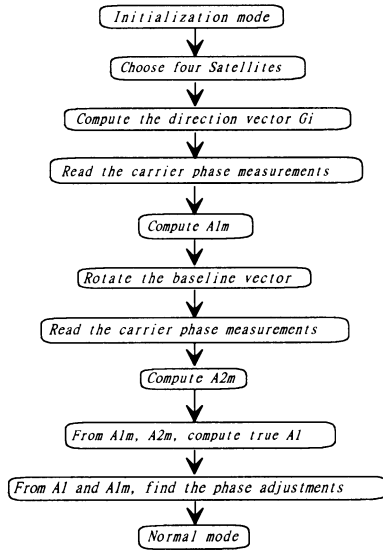 Initialization mode
Choose four Satellites
Compute the direction vector Gi
Read the carrier phase measurements
Compute A1m
Rotate the baseline vector
Read the carrier phase measurements
Compute A2m
From A1m, A2m, compute true A1
From A1 and A1m, find the phase adjustments
Normal mode